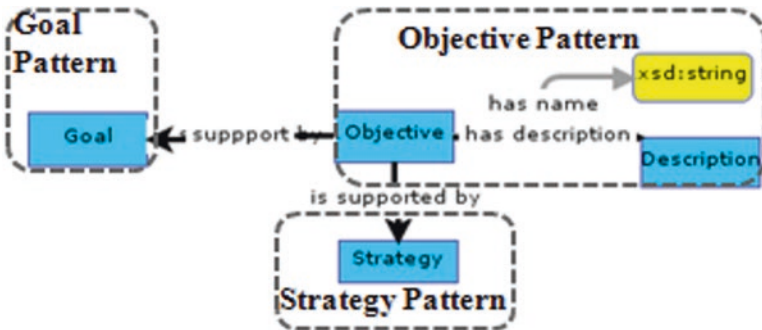 Goal
Pattern
Objective Pattern
xsd:string
has name
Goal
suppport by
Objective
has description
Description
is supported by
Strategy
Strategy Pattern